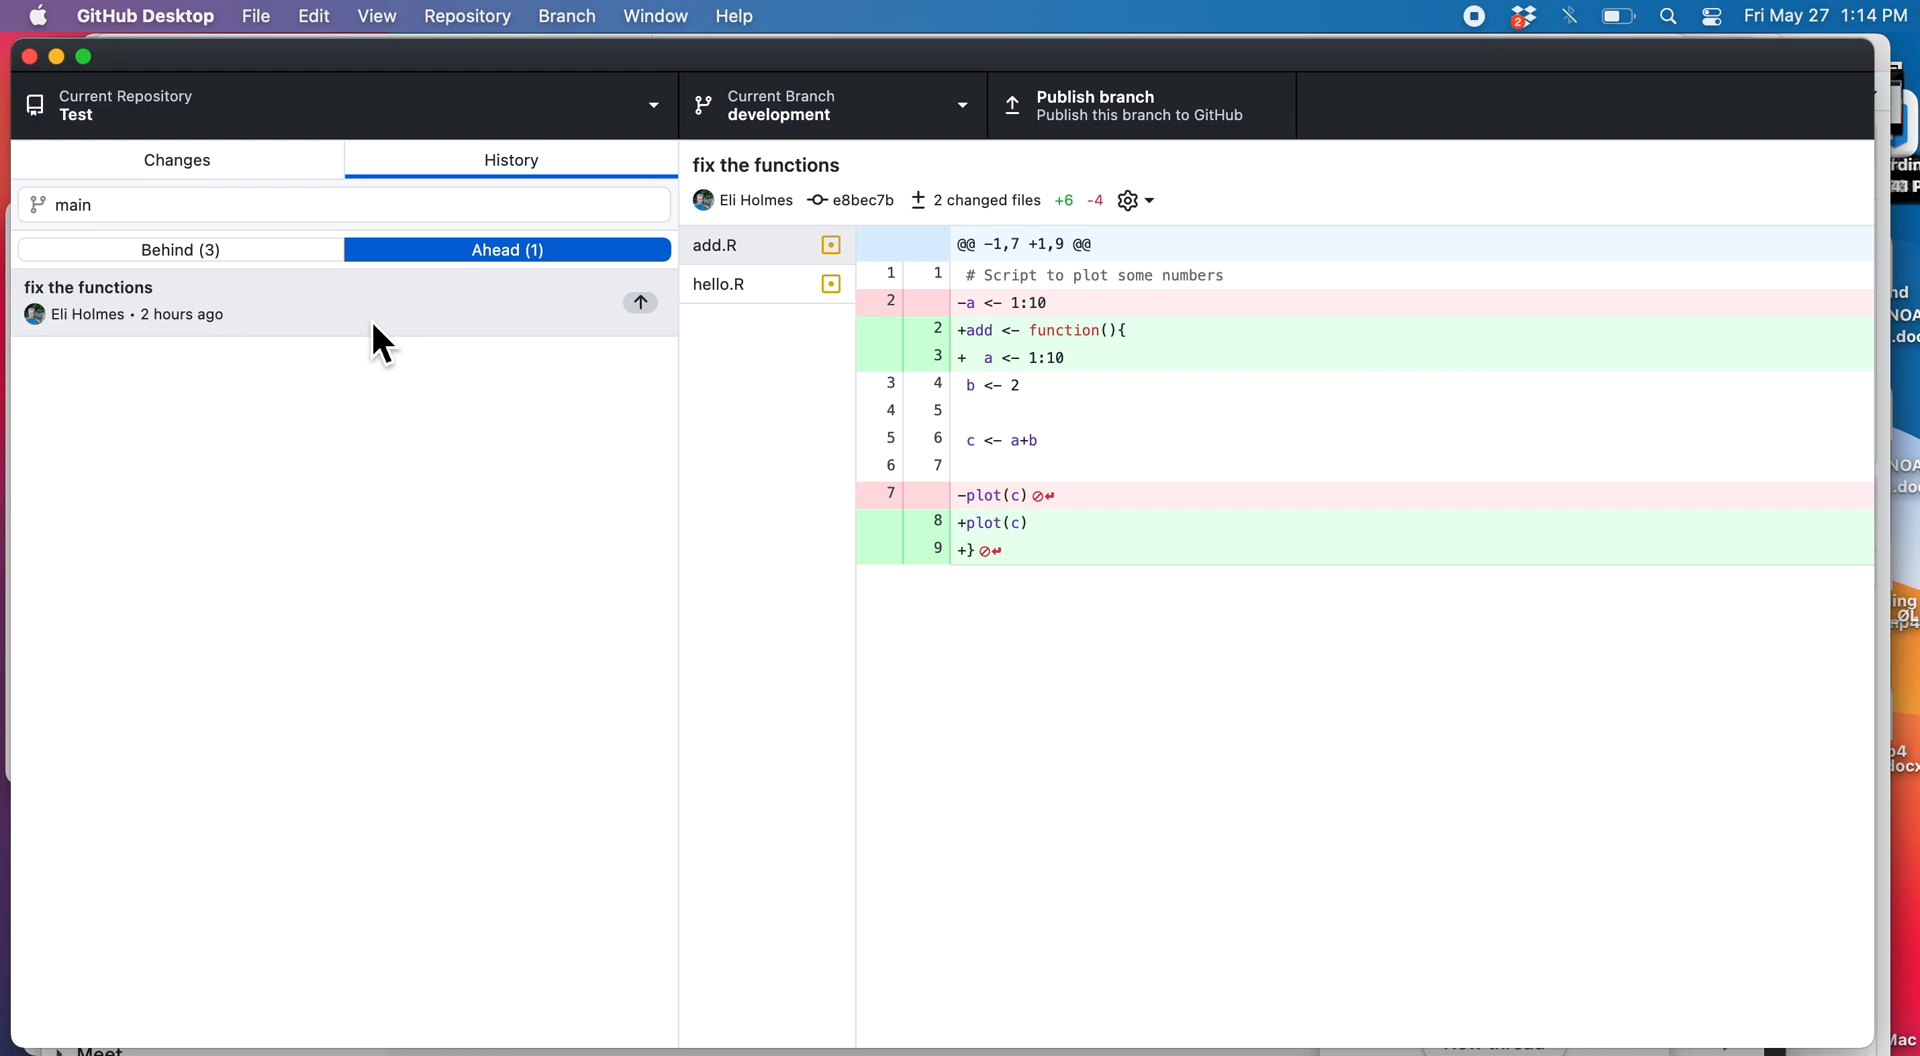 GitHub Desktop File Edit View Repository Branch Window Help 2 Fri May 27 1:14 PM
Current Repository
Test
Current Branch
development
Publish branch
Publish this branch to GitHub
Changes
History
main
Behind (3)
Ahead (1)
fix the functions
Eli Holmes • 2 hours ago
fix the functions
Eli Holmes e8bec7b 2 changed files +6 -4
add.R
hello.R
@@ -1,7 +1,9 @@
1 1 # Script to plot some numbers
2 -a <- 1:10
2 +add <- function(){
3 + a <- 1:10
3 4 b <- 2
4 5
5 6 c <- a+b
6 7
7 -plot(c)
8 +plot(c)
9 +}